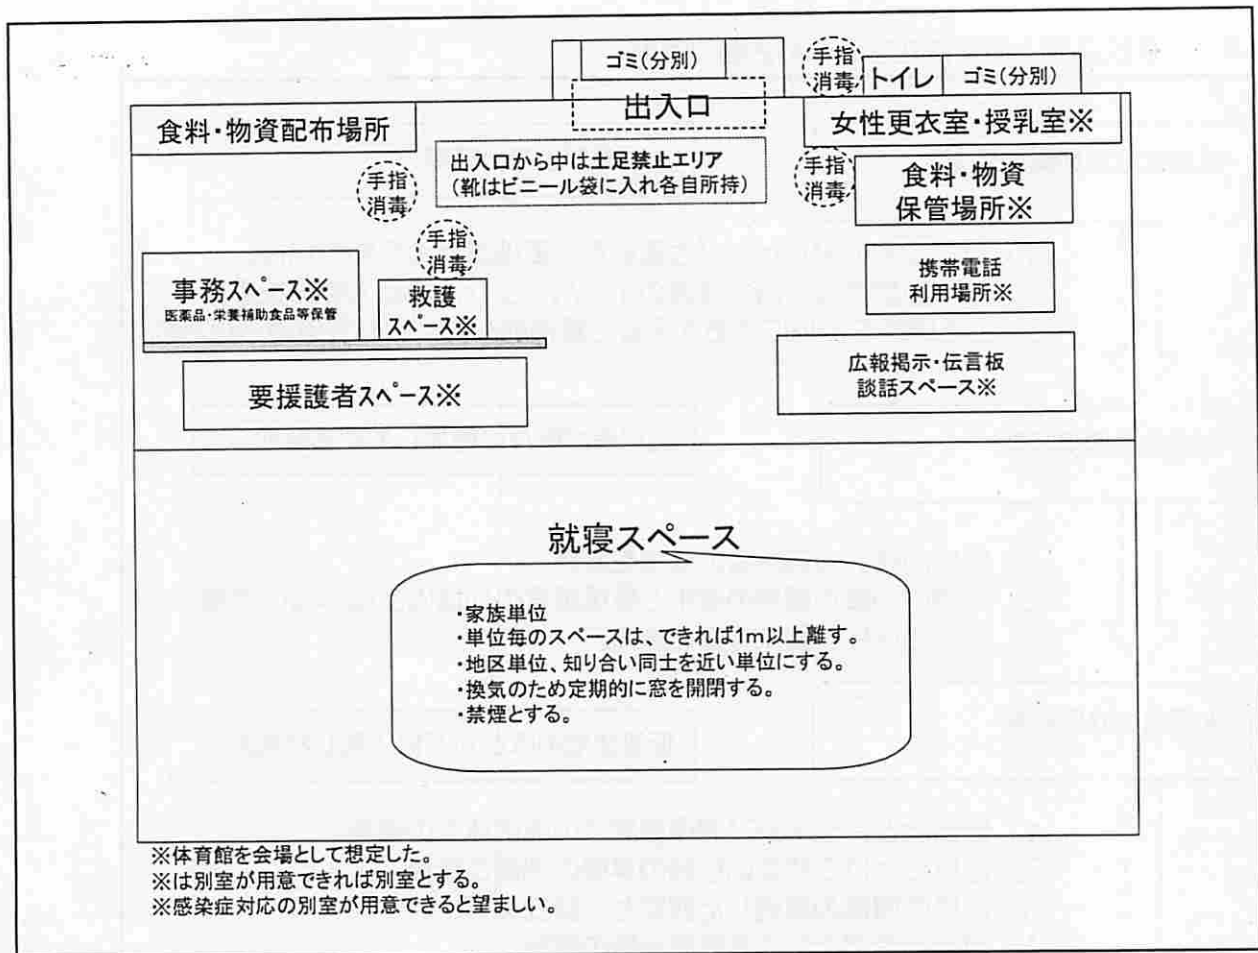 ゴミ(分別)
手指
消毒
トイレ
ゴミ(分別)
出入口
食料・物資配布場所
女性更衣室・授乳室※
出入口から中は土足禁止エリア
(靴はビニール袋に入れ各自所持)
手指
消毒
手指
消毒
食料・物資
保管場所※
手指
消毒
事務スペース※
医薬品・栄養補助食品等保管
救護
スペース※
携帯電話
利用場所※
要援護者スペース※
広報掲示・伝言板
談話スペース※
就寝スペース
・家族単位
・単位毎のスペースは、できれば1m以上離す。
・地区単位、知り合い同士を近い単位にする。
・換気のため定期的に窓を開閉する。
・禁煙とする。
※体育館を会場として想定した。
※は別室が用意できれば別室とする。
※感染症対応の別室が用意できると望ましい。